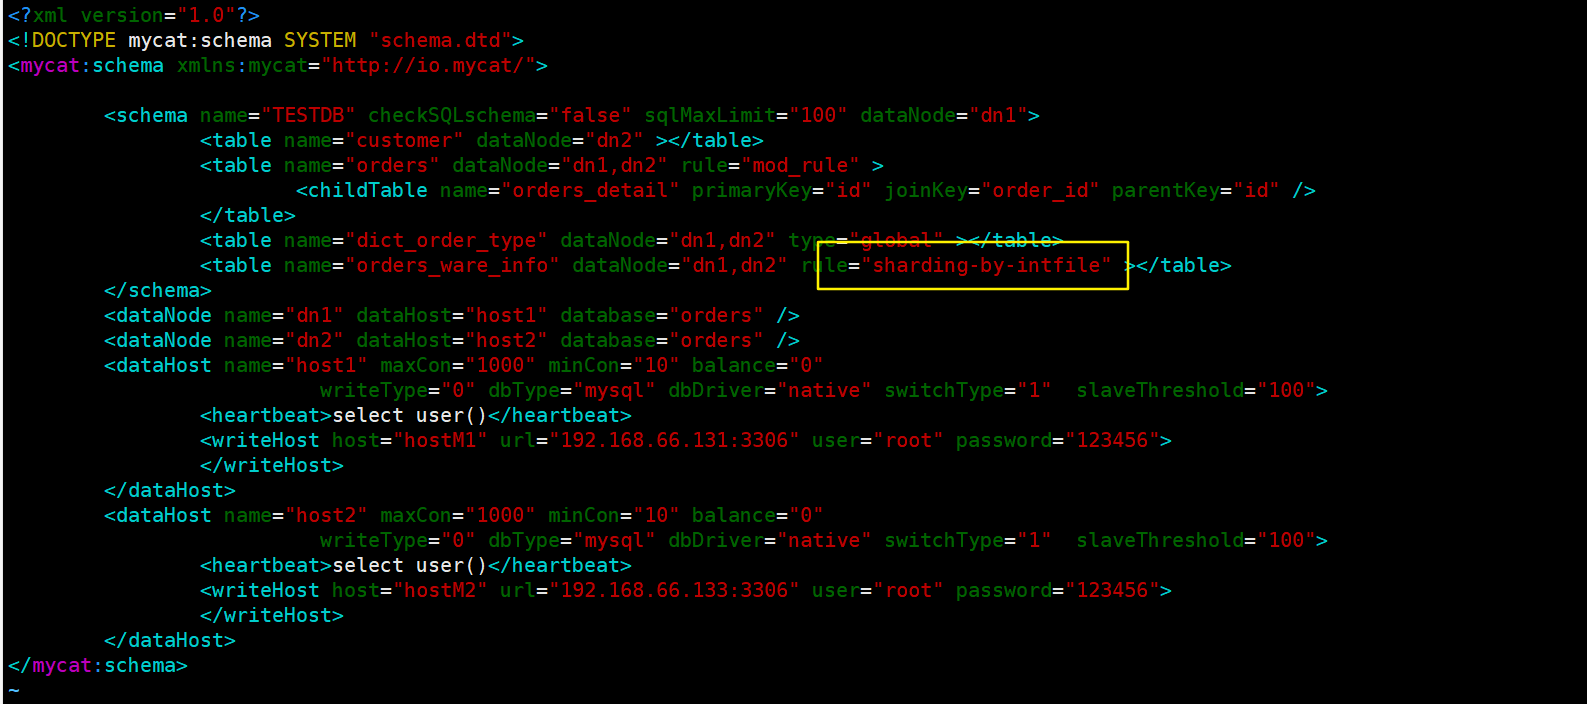 <?xml version="1.0"?>
<!DOCTYPE mycat:schema SYSTEM "schema.dtd">
<mycat:schema xmlns:mycat="http://io.mycat/">
<schema name="TESTDB" checkSQLschema="false" sqlMaxLimit="100" dataNode="dn1">
<table name="customer" dataNode="dn2" ></table>
<table name="orders" dataNode="dn1,dn2" rule="mod_rule" >
<childTable name="orders_detail" primaryKey="id" joinKey="order_id" parentKey="id" />
</table>
<table name="dict_order_type" dataNode="dn1,dn2" type="global" ></table>
<table name="orders_ware_info" dataNode="dn1,dn2" rule="sharding-by-intfile" ></table>
</schema>
<dataNode name="dn1" dataHost="host1" database="orders" />
<dataNode name="dn2" dataHost="host2" database="orders" />
<dataHost name="host1" maxCon="1000" minCon="10" balance="0"
writeType="0" dbType="mysql" dbDriver="native" switchType="1"  slaveThreshold="100">
<heartbeat>select user()</heartbeat>
<writeHost host="hostM1" url="192.168.66.131:3306" user="root" password="123456">
</writeHost>
</dataHost>
<dataHost name="host2" maxCon="1000" minCon="10" balance="0"
writeType="0" dbType="mysql" dbDriver="native" switchType="1"  slaveThreshold="100">
<heartbeat>select user()</heartbeat>
<writeHost host="hostM2" url="192.168.66.133:3306" user="root" password="123456">
</writeHost>
</dataHost>
</mycat:schema>
~